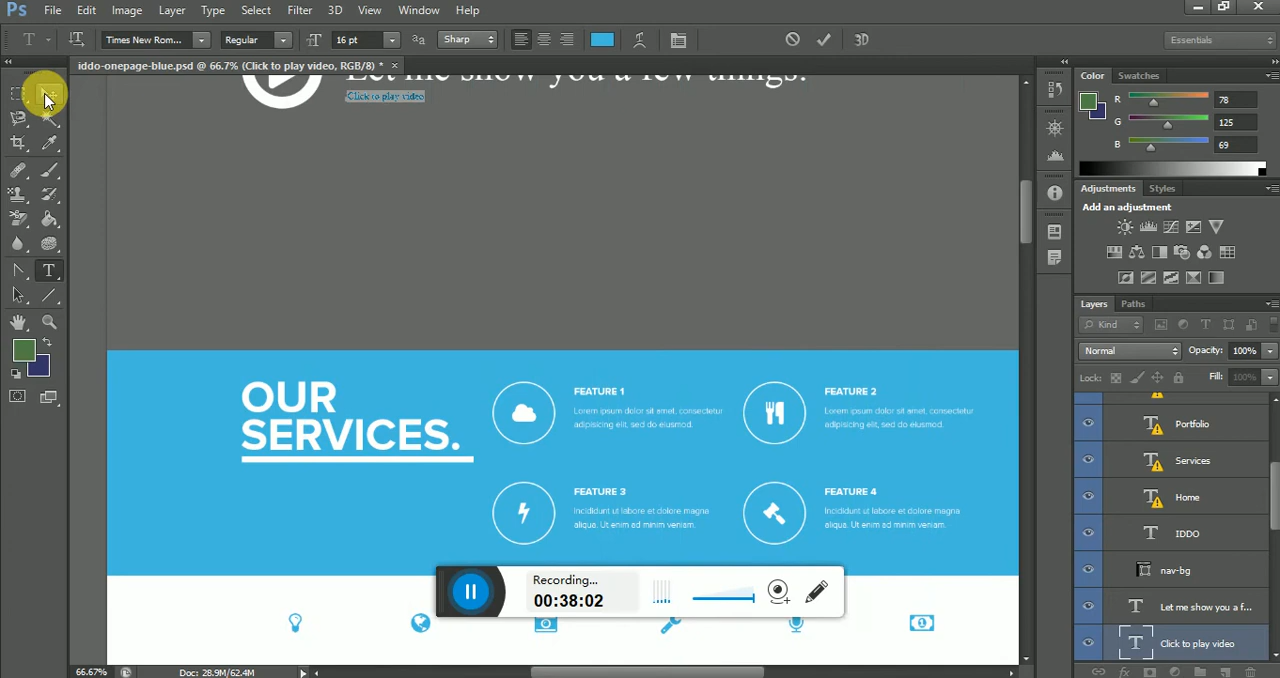 Ps File Edit Image Layer Type Select Filter 3D View Window Help
T Times New Rom... Regular 16 pt Sharp 3D Essentials
iddo-onepage-blue.psd @ 66.7% (Click to play video, RGB/8) * ×
Let me show you a few things!
Click to play video
OUR
SERVICES.
FEATURE 1
Lorem ipsum dolor sit amet, consectetur
adipisicing elit, sed do eiusmod.
FEATURE 2
Lorem ipsum dolor sit amet, consectetur
adipisicing elit, sed do eiusmod.
FEATURE 3
Incididunt ut labore et dolore magna
aliqua. Ut enim ad minim veniam.
FEATURE 4
Incididunt ut labore et dolore magna
aliqua. Ut enim ad minim veniam.
Recording...
00:38:02
66.67% Doc: 28.9M/62.4M
Color Swatches
R 78
G 125
B 69
Adjustments Styles
Add an adjustment
Layers Paths
Kind
Normal Opacity: 100%
Lock: Fill: 100%
Portfolio
Services
Home
IDDO
nav-bg
Let me show you a f...
Click to play video